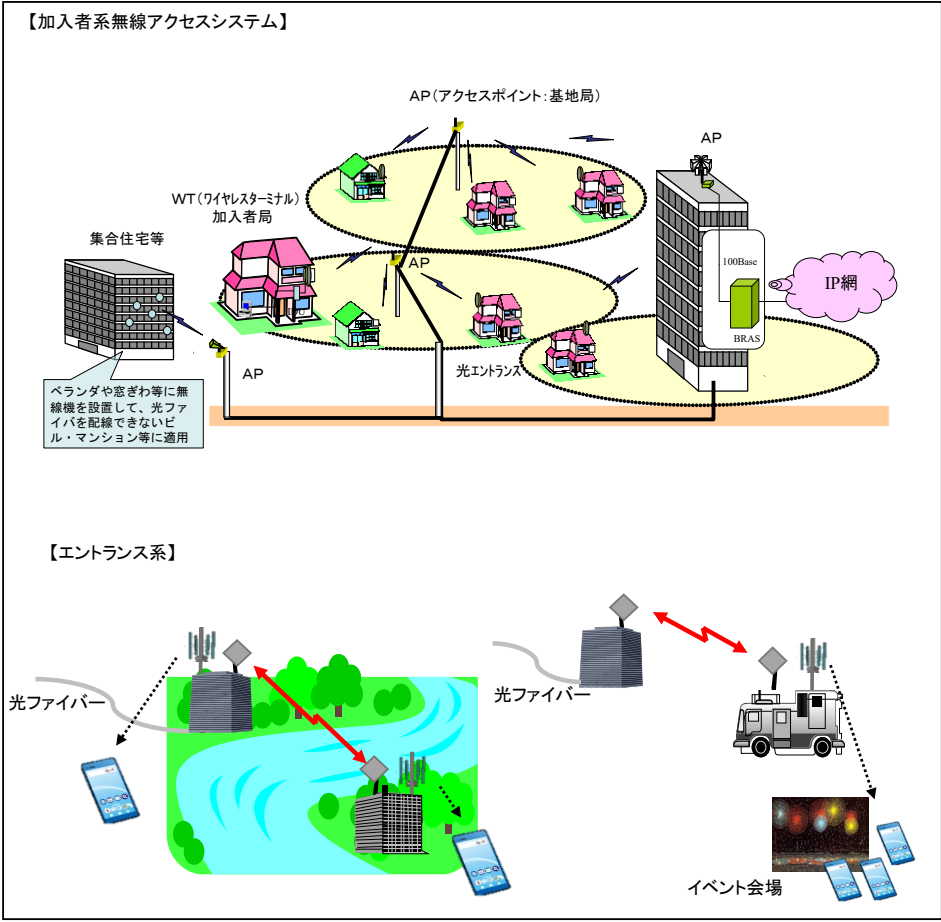 【加入者系無線アクセスシステム】
AP(アクセスポイント:基地局)
AP
WT(ワイヤレスターミナル)
加入者局
集合住宅等
AP
100Base
IP網
BRAS
光エントランス
AP
ベランダや窓ぎわ等に無
線機を設置して、光ファ
イバを配線できないビ
ル・マンション等に適用
【エントランス系】
光ファイバー
光ファイバー
イベント会場